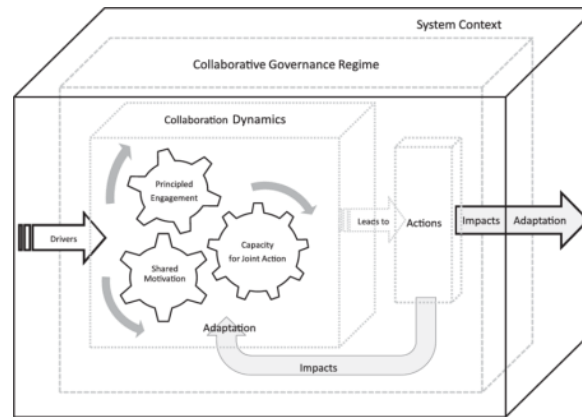 System Context
Collaborative Governance Regime
Collaboration Dynamics
Principled
Engagement
Drivers
Capacity
for Joint Action
Shared
Motivation
Leads to
Actions
Impacts Adaptation
Adaptation
Impacts